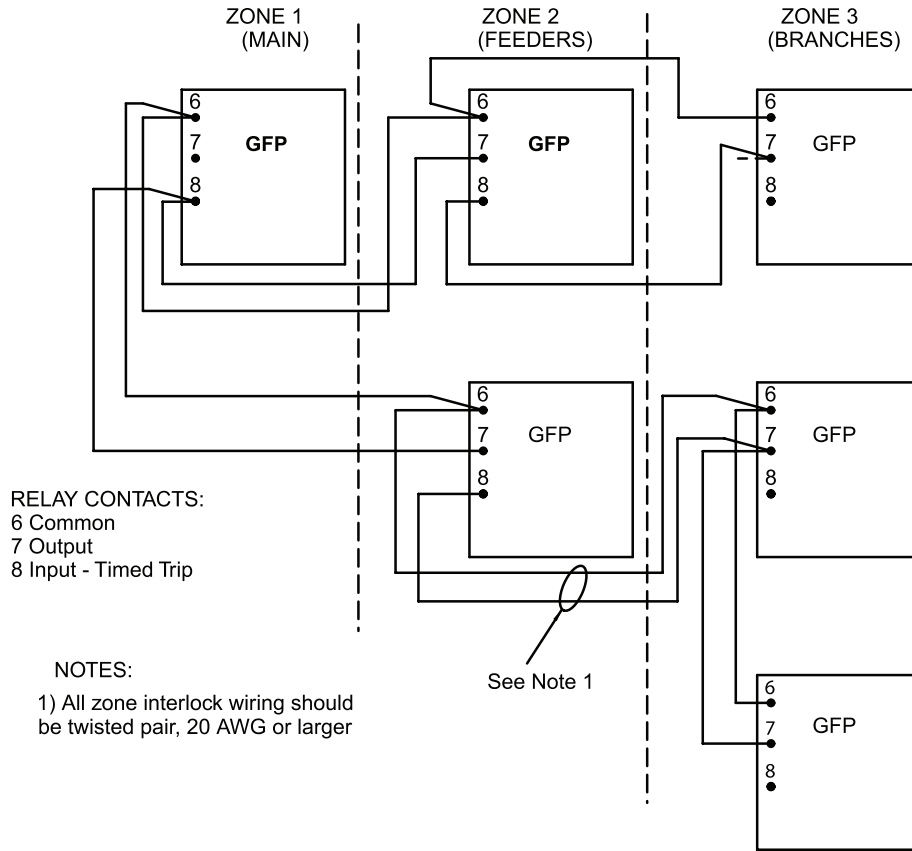 ZONE 1
(MAIN)
ZONE 2
(FEEDERS)
ZONE 3
(BRANCHES)
6
7
8
GFP
6
7
8
GFP
6
7
8
GFP
6
7
8
GFP
6
7
8
GFP
RELAY CONTACTS:
6 Common
7 Output
8 Input - Timed Trip
NOTES:
1) All zone interlock wiring should
be twisted pair, 20 AWG or larger
See Note 1
6
7
8
GFP